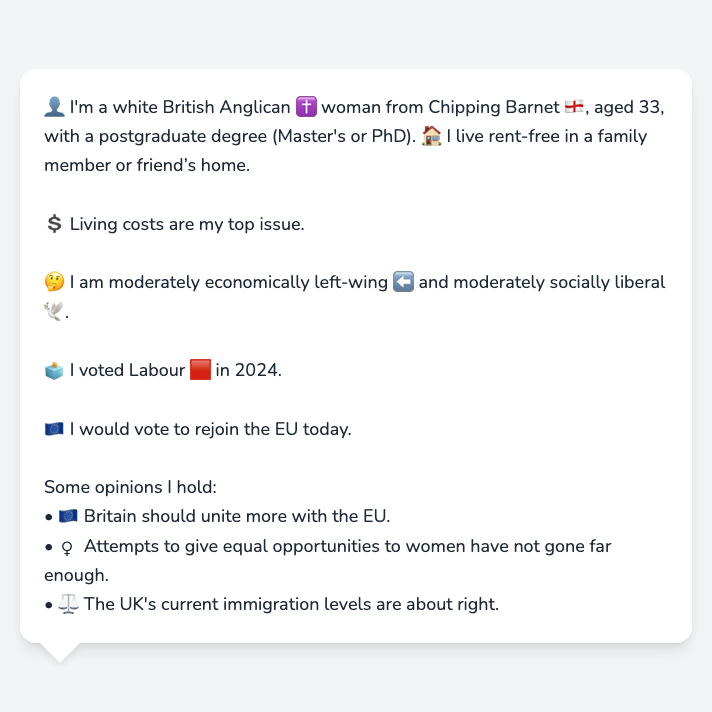 👤 I'm a white British Anglican ✝️ woman from Chipping Barnet 🏴󠁧󠁢󠁥󠁮󠁧󠁿, aged 33,
with a postgraduate degree (Master's or PhD). 🏠 I live rent-free in a family
member or friend’s home.
💲 Living costs are my top issue.
🤔 I am moderately economically left-wing ⬅️ and moderately socially liberal
🕊️.
🗳️ I voted Labour 🟥 in 2024.
🇪🇺 I would vote to rejoin the EU today.
Some opinions I hold:
• 🇪🇺 Britain should unite more with the EU.
• ♀ Attempts to give equal opportunities to women have not gone far
enough.
• ⚖️ The UK's current immigration levels are about right.